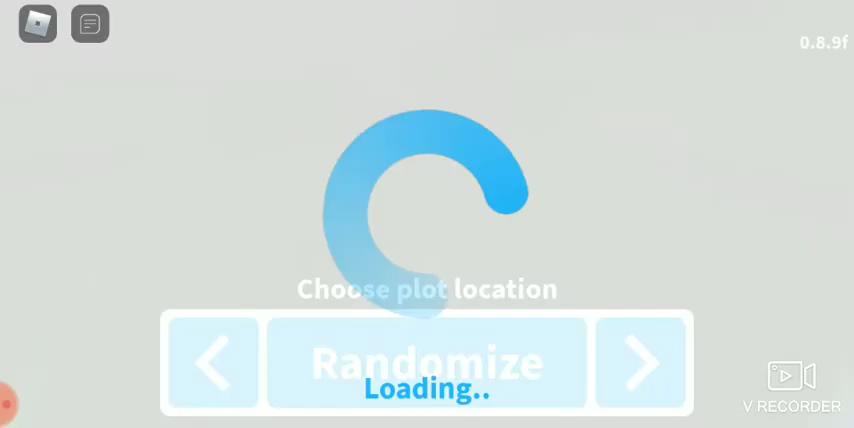 0.8.9f
Choose plot location
Randomize
Loading..
V RECORDER